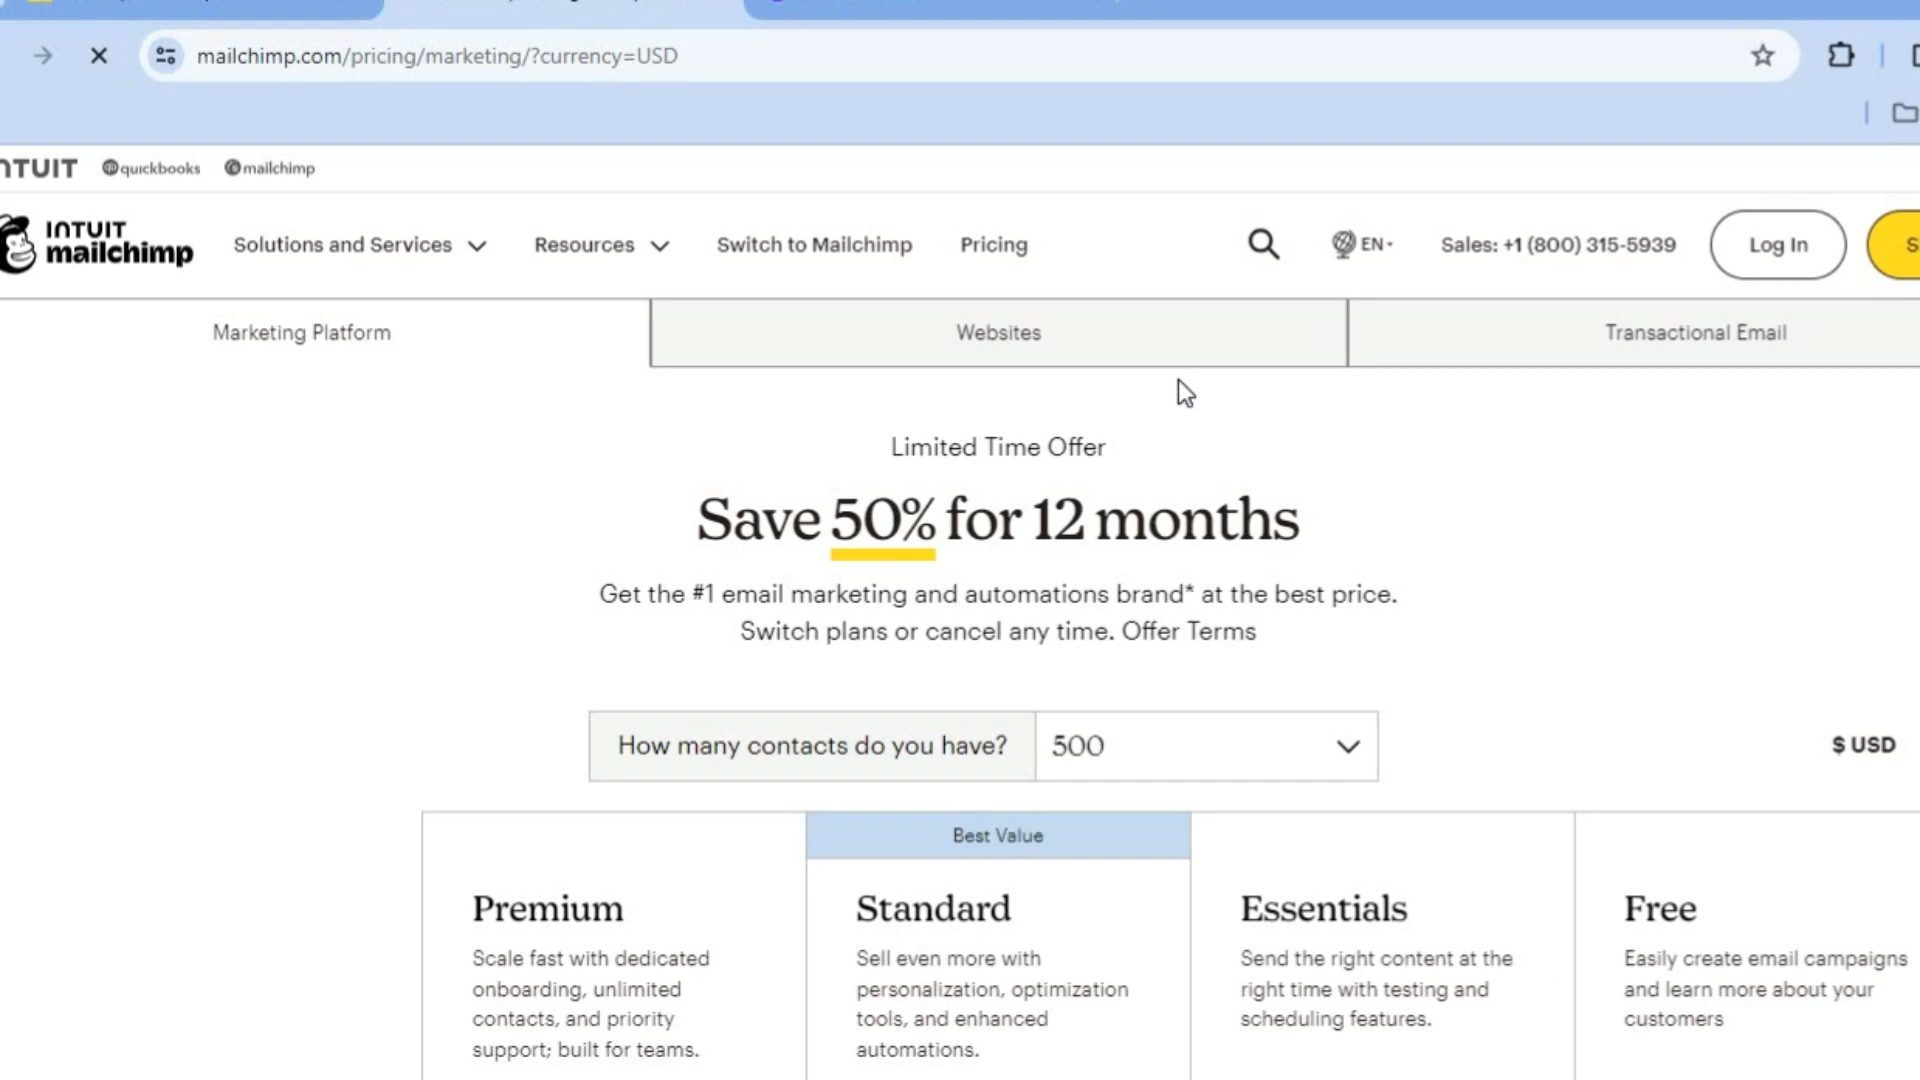 mailchimp.com/pricing/marketing/?currency=USD
quickbooks mailchimp
INTUIT
mailchimp
Solutions and Services
Resources
Switch to Mailchimp
Pricing
EN
Sales: +1 (800) 315-5939
Log In
Marketing Platform
Websites
Transactional Email
Limited Time Offer
Save 50% for 12 months
Get the #1 email marketing and automations brand* at the best price.
Switch plans or cancel any time. Offer Terms
How many contacts do you have?
500
$ USD
Premium
Scale fast with dedicated
onboarding, unlimited
contacts, and priority
support; built for teams.
Best Value
Standard
Sell even more with
personalization, optimization
tools, and enhanced
automations.
Essentials
Send the right content at the
right time with testing and
scheduling features.
Free
Easily create email campaigns
and learn more about your
customers